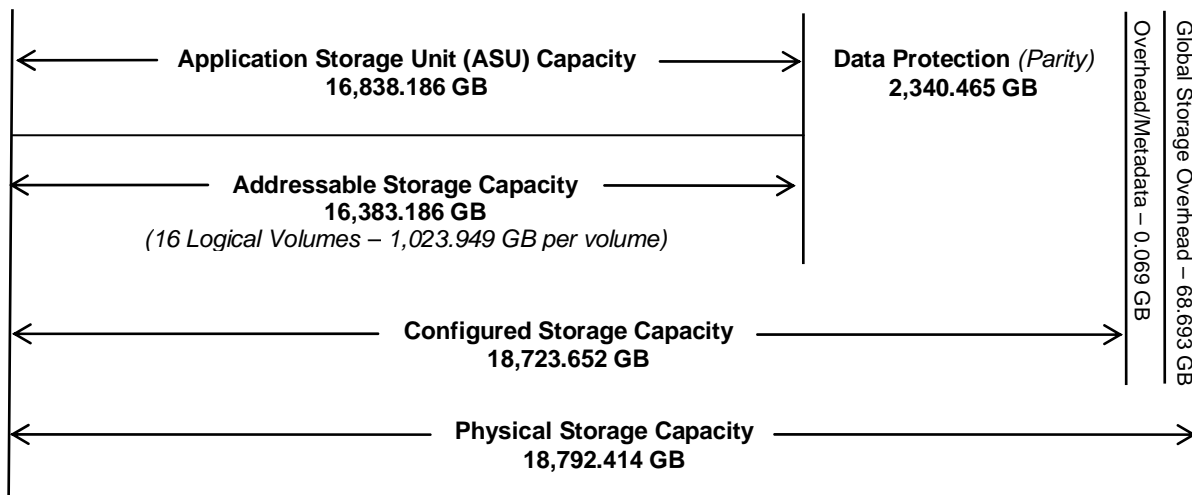 Application Storage Unit (ASU) Capacity
16,838.186 GB
Data Protection (Parity)
2,340.465 GB
Overhead/Metadata – 0.069 GB
Global Storage Overhead – 68.693 GB
Addressable Storage Capacity
16,383.186 GB
(16 Logical Volumes – 1,023.949 GB per volume)
Configured Storage Capacity
18,723.652 GB
Physical Storage Capacity
18,792.414 GB